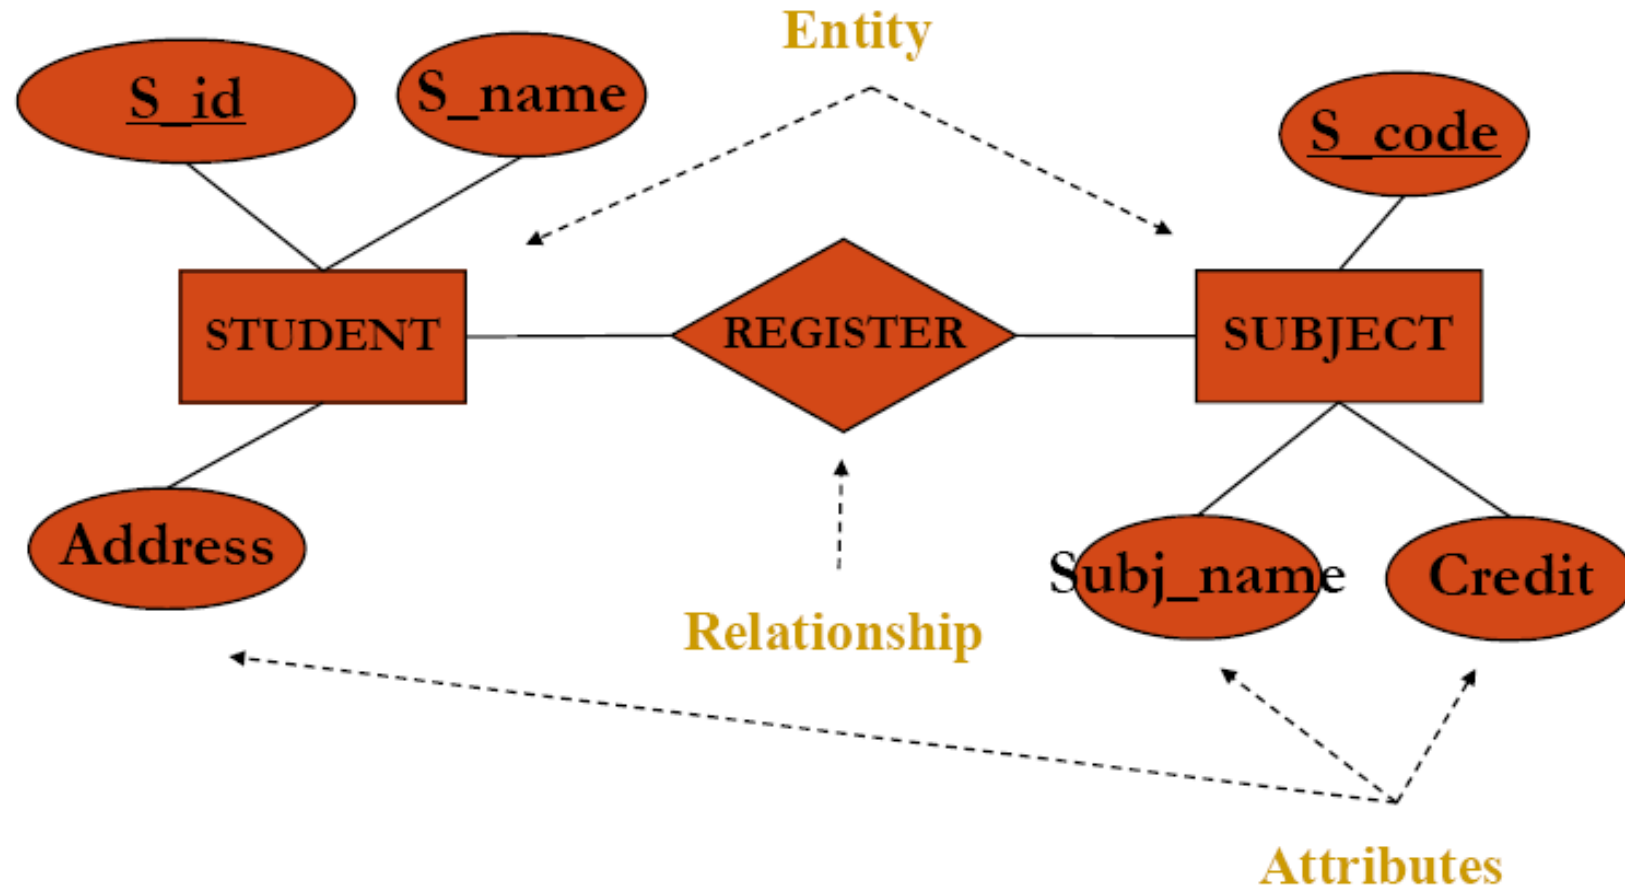 Entity
S_id
S_name
S_code
STUDENT
REGISTER
SUBJECT
Address
Subj_name
Credit
Relationship
Attributes